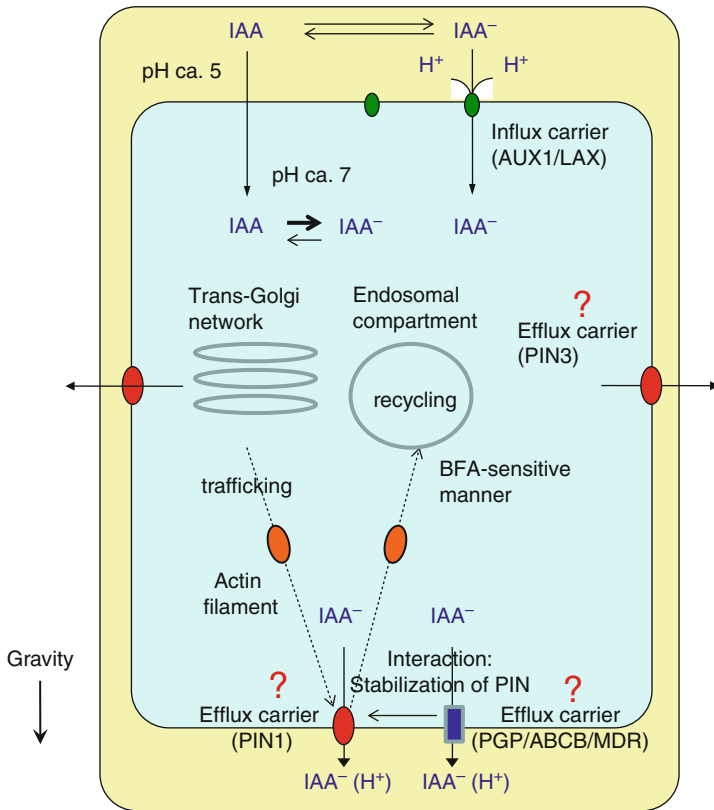 IAA
IAA⁻
H⁺
H⁺
pH ca. 5
Influx carrier
(AUX1/LAX)
pH ca. 7
IAA
IAA⁻
IAA⁻
Trans-Golgi
network
Endosomal
compartment
?
Efflux carrier
(PIN3)
recycling
trafficking
BFA-sensitive
manner
Actin
filament
IAA⁻
IAA⁻
Gravity
Interaction:
Stabilization of PIN
?
Efflux carrier
(PIN1)
?
Efflux carrier
(PGP/ABCB/MDR)
IAA⁻ (H⁺)
IAA⁻ (H⁺)